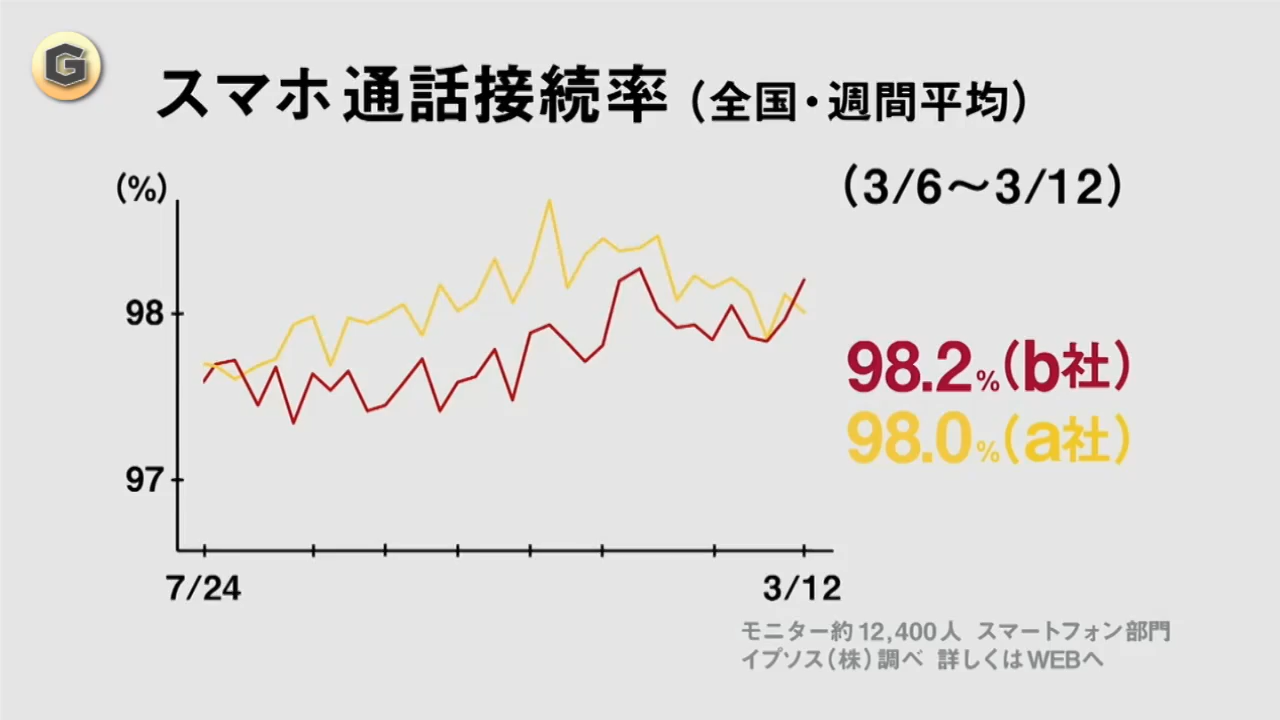 G
スマホ通話接続率（全国・週間平均）
（3/6〜3/12）
(%)
98
97
7/24
3/12
98.2%（b社）
98.0%（a社）
モニター約12,400人 スマートフォン部門
イプソス（株）調べ 詳しくはWEBへ